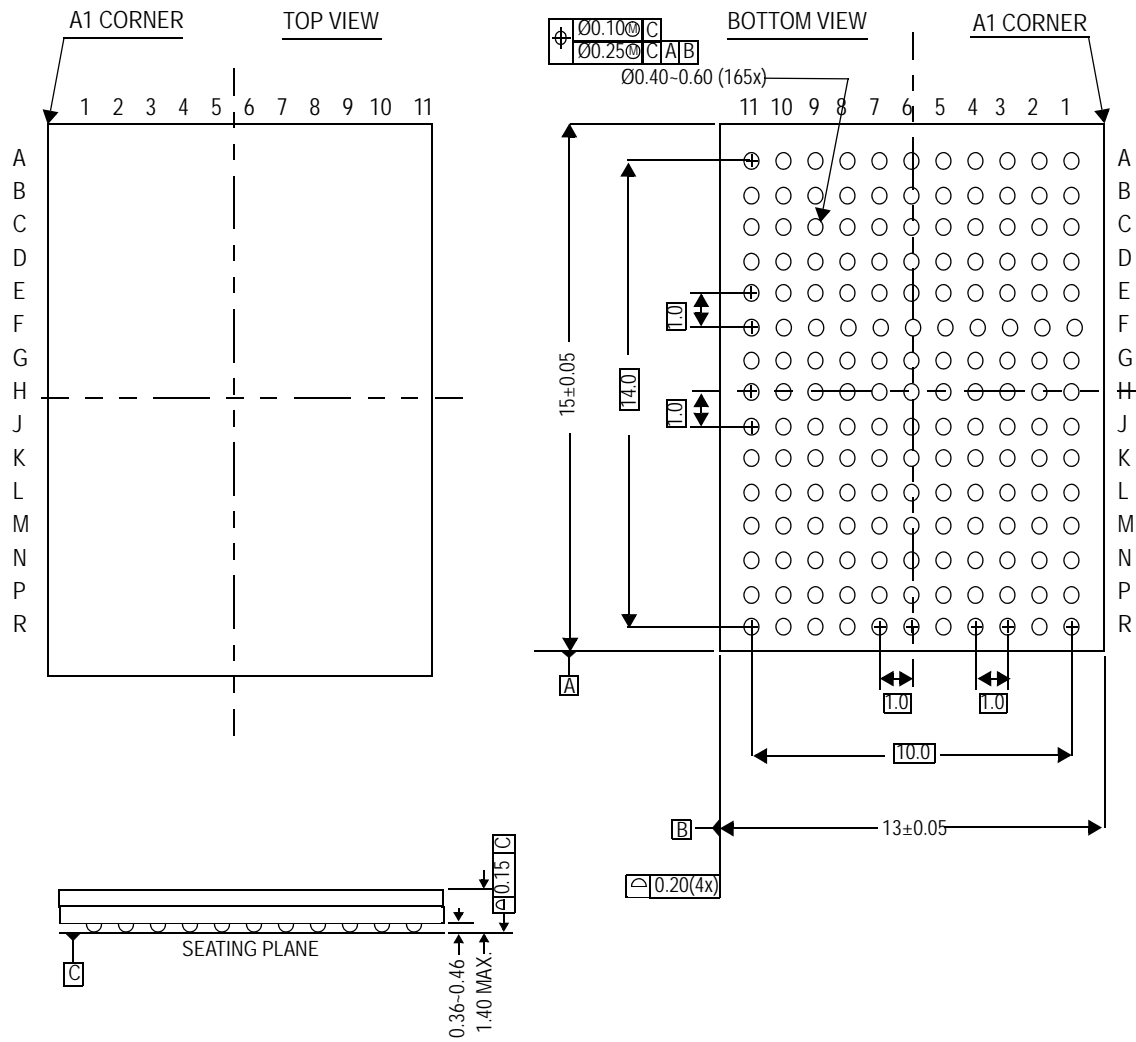 A1 CORNER
TOP VIEW
1 2 3 4 5 6 7 8 9 10 11
A
B
C
D
E
F
G
H
J
K
L
M
N
P
R
Ø0.10Ⓜ C
Ø0.25Ⓜ C A B
Ø0.40~0.60 (165x)
BOTTOM VIEW
A1 CORNER
11 10 9 8 7 6 5 4 3 2 1
A
B
C
D
E
F
G
H
J
K
L
M
N
P
R
1.0
15±0.05
14.0
1.0
A
1.0
1.0
10.0
B
13±0.05
0.20(4x)
0.15 C
SEATING PLANE
C
0.36~0.46
1.40 MAX.